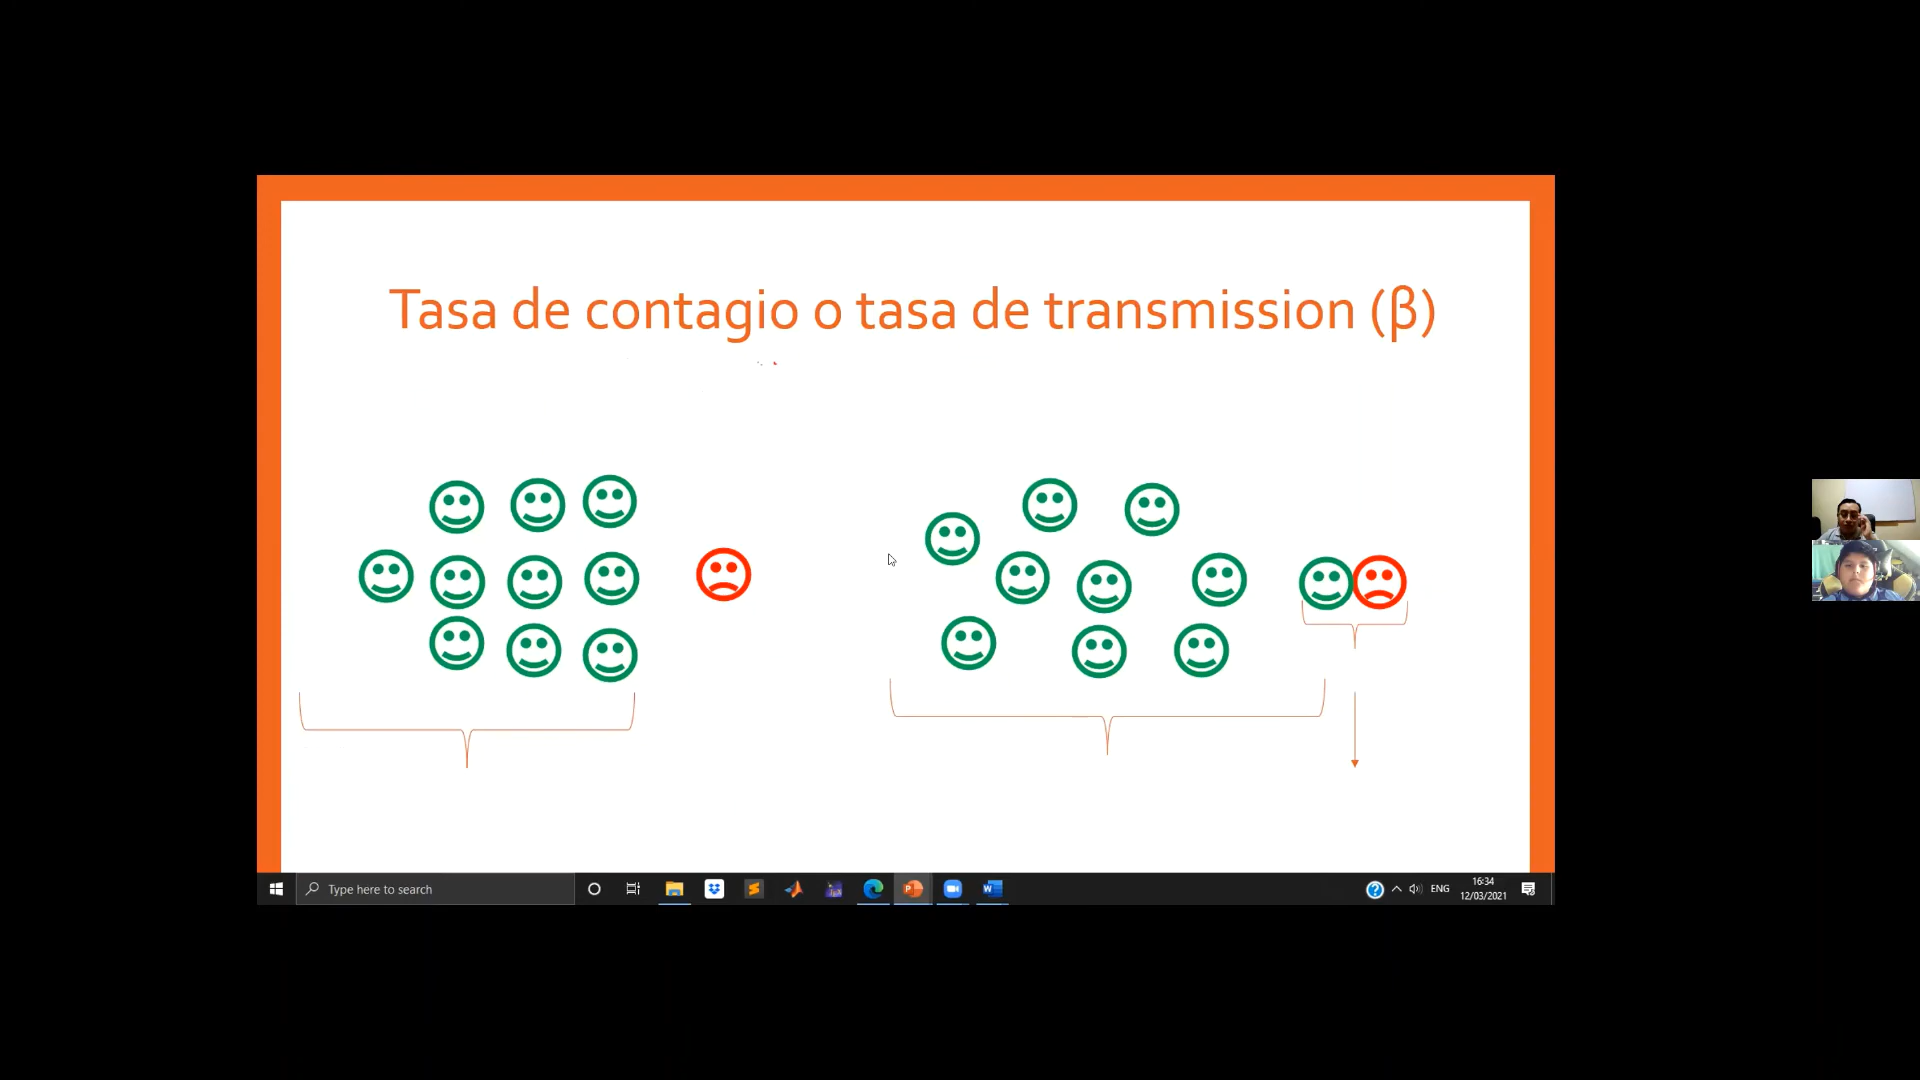 Tasa de contagio o tasa de transmission (β)
Type here to search
ENG
16:34
12/03/2021